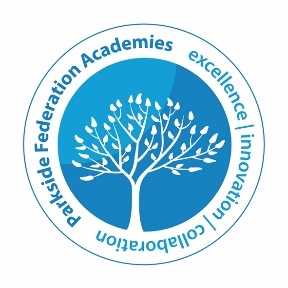 Parkside Federation Academies
excellence | innovation | collaboration